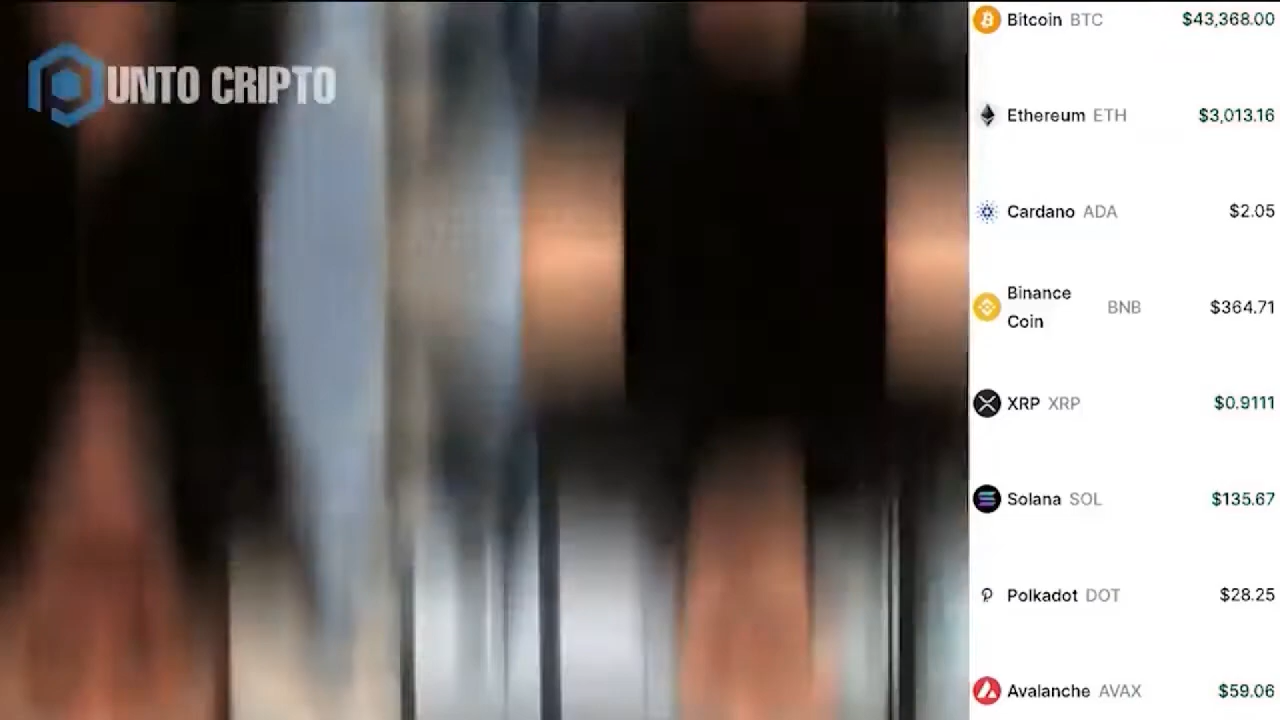 UNTO CRIPTO
Bitcoin BTC $43,368.00
Ethereum ETH $3,013.16
Cardano ADA $2.05
Binance
Coin
BNB $364.71
XRP XRP $0.9111
Solana SOL $135.67
Polkadot DOT $28.25
Avalanche AVAX $59.06